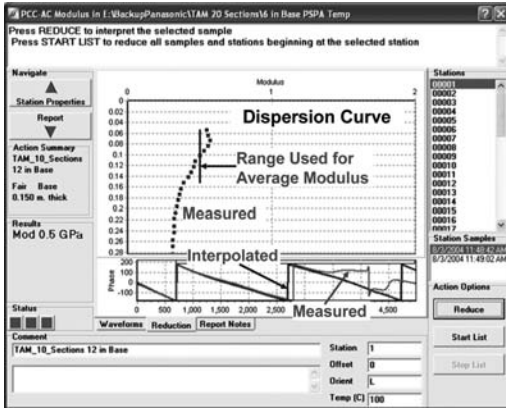 PCC-AC Modulus in E:\BackupPanasonic\TAM 20 Sections\6 in Base PSPA Temp
Press REDUCE to interpret the selected sample
Press START LIST to reduce all samples and stations beginning at the selected station
Navigate
Station Properties
Report
Action Summary
TAM_10_Sections
12 in Base
Fair Base
0.150 m. thick
Results
Mod 0.5 GPa
Status
Modulus
0 1 2
0
0.02
0.04
0.06
0.08
0.1
0.12
0.14
0.16
0.18
0.2
0.22
0.24
0.26
0.28
Dispersion Curve
Range Used for
Average Modulus
Measured
Interpolated
Phase
200
100
0
-100
Measured
0 500 1,000 1,500 2,000 2,500 3,000 4,500
Waveforms Reduction Report Notes
Stations
00001
00002
00003
00004
00005
00006
00007
00008
00009
00010
00011
00012
00013
00014
00015
00016
00017
Station Samples
8/3/2004 11:48:42 AM
8/3/2004 11:49:02 AM
Action Options
Reduce
Start List
Stop List
Comment
TAM_10_Sections 12 in Base
Station 1
Offset 0
Orient L
Temp (C) 100